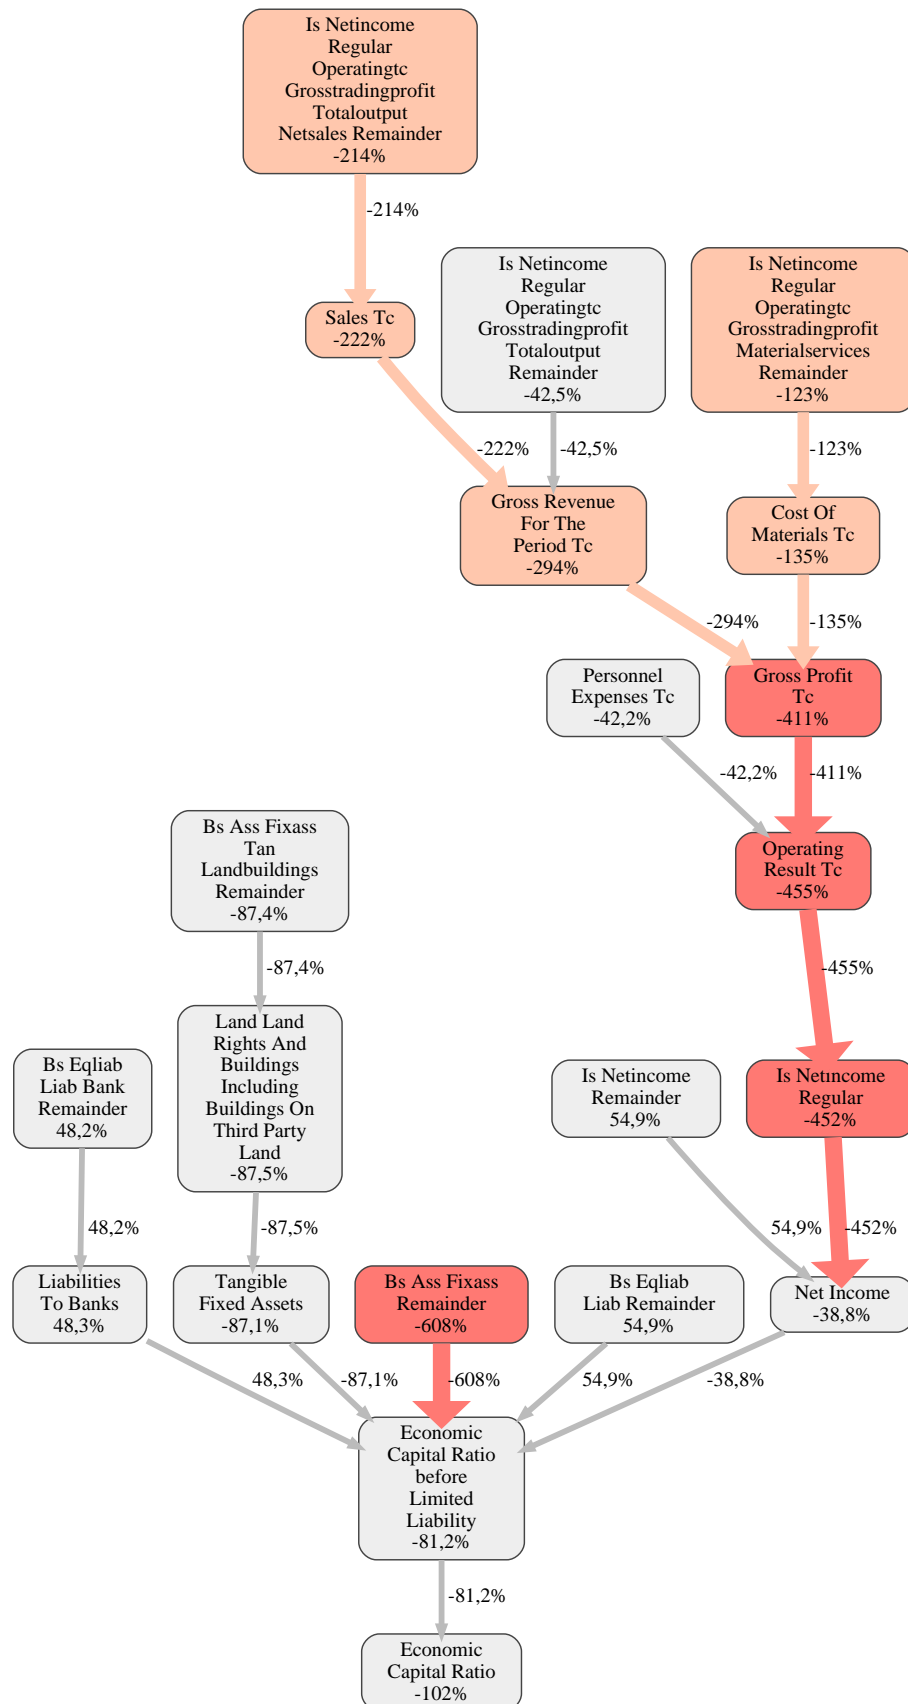 Is Netincome
Regular
Operatingtc
Grosstradingprofit
Totaloutput
Netsales Remainder
-214%
-214%
Sales Tc
-222%
Is Netincome
Regular
Operatingtc
Grosstradingprofit
Totaloutput
Remainder
-42,5%
Is Netincome
Regular
Operatingtc
Grosstradingprofit
Materialservices
Remainder
-123%
-222%
-42,5%
-123%
Gross Revenue
For The
Period Tc
-294%
Cost Of
Materials Tc
-135%
-294%
-135%
Personnel
Expenses Tc
-42,2%
Gross Profit
Tc
-411%
-42,2%
-411%
Bs Ass Fixass
Tan
Landbuildings
Remainder
-87,4%
Operating
Result Tc
-455%
-87,4%
-455%
Bs Eqliab
Liab Bank
Remainder
48,2%
Land Land
Rights And
Buildings
Including
Buildings On
Third Party
Land
-87,5%
Is Netincome
Remainder
54,9%
Is Netincome
Regular
-452%
48,2%
-87,5%
54,9%
-452%
Liabilities
To Banks
48,3%
Tangible
Fixed Assets
-87,1%
Bs Ass Fixass
Remainder
-608%
Bs Eqliab
Liab Remainder
54,9%
Net Income
-38,8%
48,3%
-87,1%
-608%
54,9%
-38,8%
Economic
Capital Ratio
before
Limited
Liability
-81,2%
-81,2%
Economic
Capital Ratio
-102%